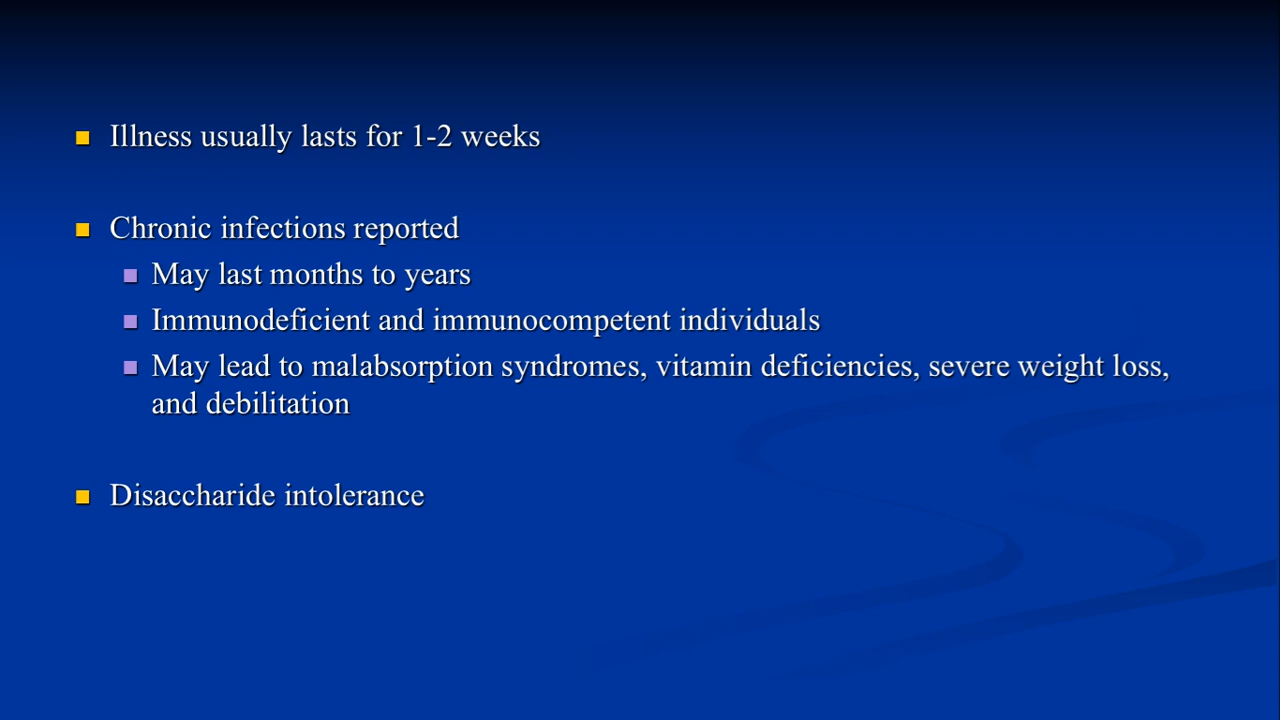 Illness usually lasts for 1-2 weeks
Chronic infections reported
May last months to years
Immunodeficient and immunocompetent individuals
May lead to malabsorption syndromes, vitamin deficiencies, severe weight loss,
and debilitation
Disaccharide intolerance